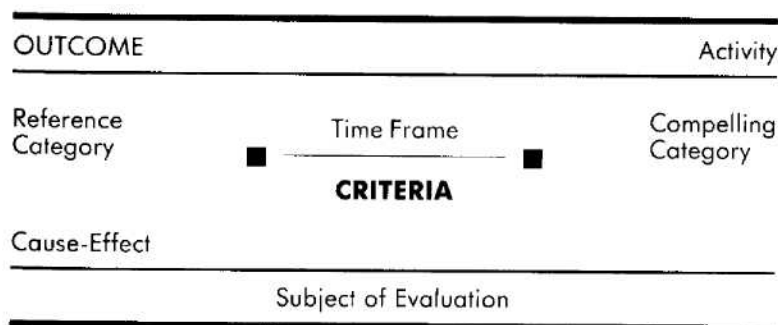 OUTCOME Activity
Reference Category
Time Frame
Compelling Category
CRITERIA
Cause-Effect
Subject of Evaluation